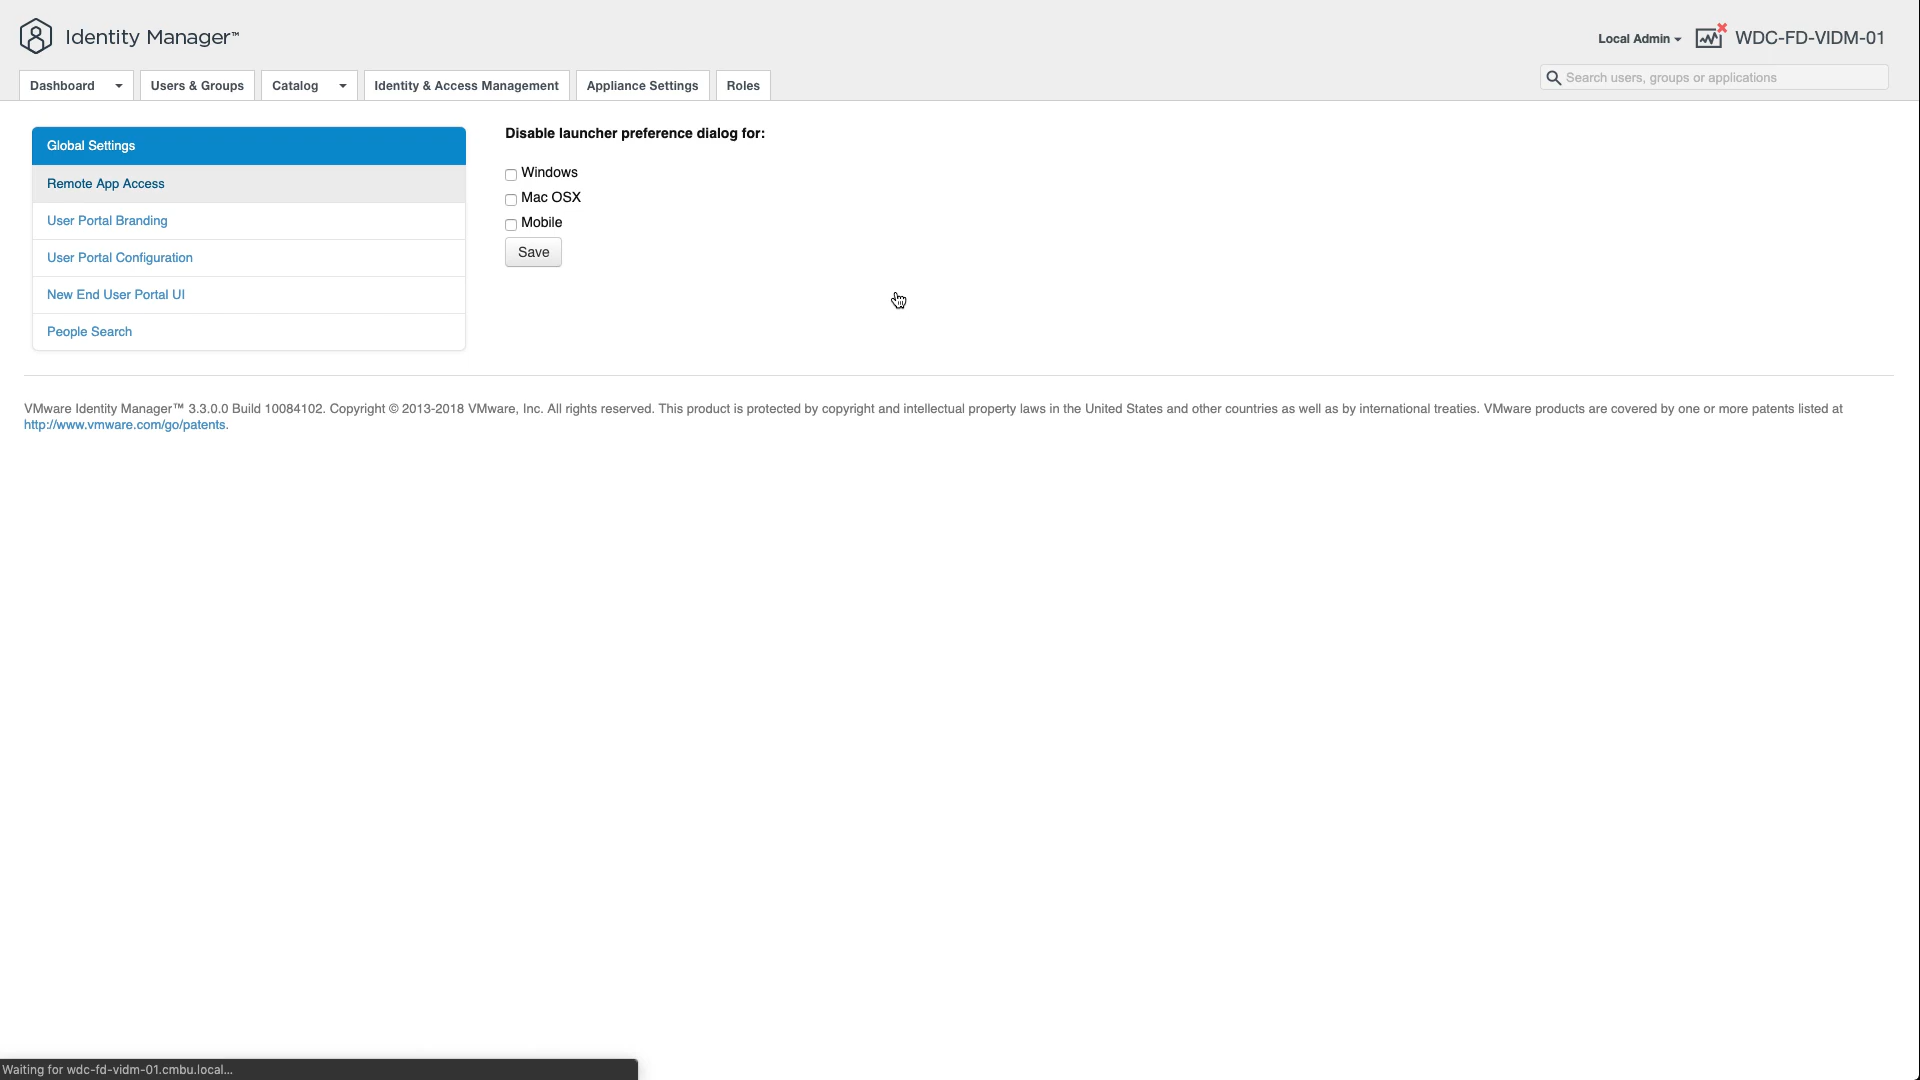 Identity Manager™
Local Admin
WDC-FD-VIDM-01
Dashboard
Users & Groups
Catalog
Identity & Access Management
Appliance Settings
Roles
Search users, groups or applications
Global Settings
Remote App Access
User Portal Branding
User Portal Configuration
New End User Portal UI
People Search
Disable launcher preference dialog for:
Windows
Mac OSX
Mobile
Save
VMware Identity Manager™ 3.3.0.0 Build 10084102. Copyright © 2013-2018 VMware, Inc. All rights reserved. This product is protected by copyright and intellectual property laws in the United States and other countries as well as by international treaties. VMware products are covered by one or more patents listed at
http://www.vmware.com/go/patents.
Waiting for wdc-fd-vidm-01.cmbu.local...